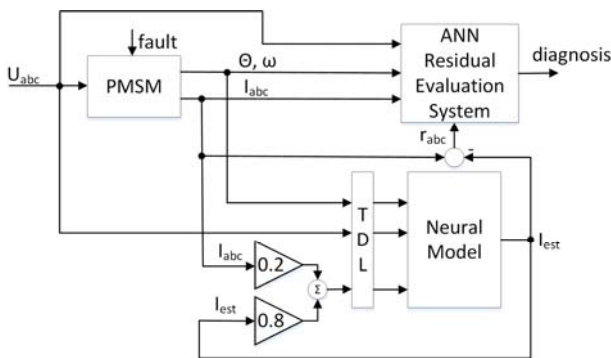 fault
U_abc
PMSM
Θ, ω
I_abc
ANN
Residual
Evaluation
System
diagnosis
r_abc
-
T
D
L
Neural
Model
I_est
I_abc
0.2
Σ
I_est
0.8